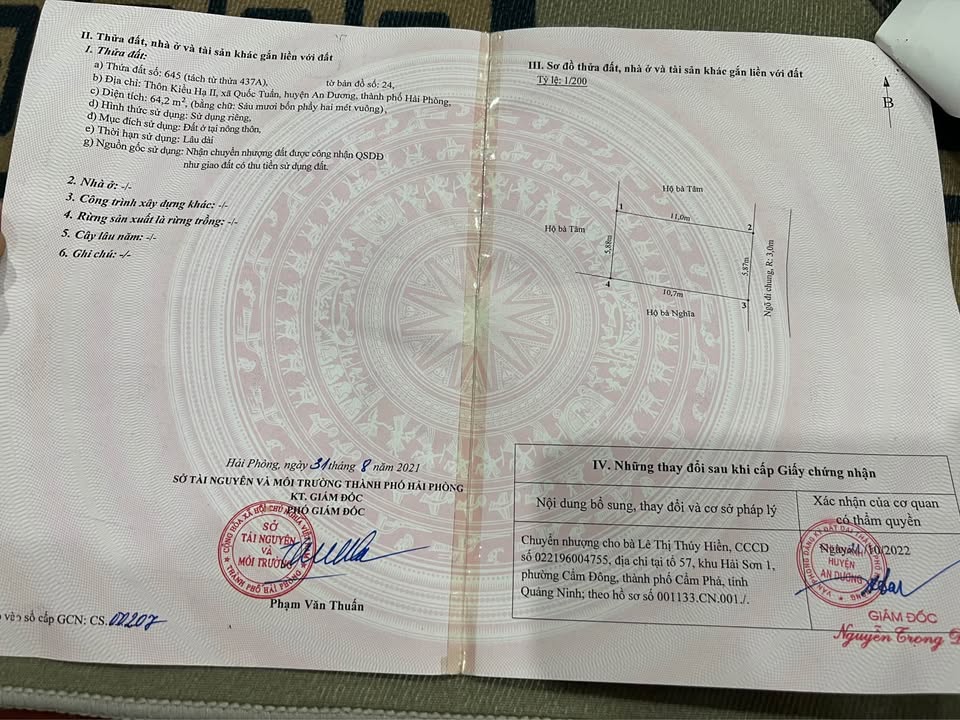 II. Thửa đất, nhà ở và tài sản khác gắn liền với đất
1. Thửa đất:
a) Thửa đất số: 645 (tách từ thửa 437A), tờ bản đồ số: 24,
b) Địa chỉ: Thôn Kiều Hạ II, xã Quốc Tuấn, huyện An Dương, thành phố Hải Phòng,
c) Diện tích: 64,2 m², (bằng chữ: Sáu mươi bốn phẩy hai mét vuông),
d) Hình thức sử dụng: Sử dụng riêng,
đ) Mục đích sử dụng: Đất ở tại nông thôn,
e) Thời hạn sử dụng: Lâu dài
g) Nguồn gốc sử dụng: Nhận chuyển nhượng đất được công nhận QSDĐ
như giao đất có thu tiền sử dụng đất.
2. Nhà ở: -/-
3. Công trình xây dựng khác: -/-
4. Rừng sản xuất là rừng trồng: -/-
5. Cây lâu năm: -/-
6. Ghi chú: -/-
Hải Phòng, ngày 31 tháng 8 năm 2021
SỞ TÀI NGUYÊN VÀ MÔI TRƯỜNG THÀNH PHỐ HẢI PHÒNG
KT. GIÁM ĐỐC
PHÓ GIÁM ĐỐC
SỞ
TÀI NGUYÊN
VÀ
MÔI TRƯỜNG
THÀNH PHỐ HẢI PHÒNG
Phạm Văn Thuấn
vào sổ cấp GCN: CS.
III. Sơ đồ thửa đất, nhà ở và tài sản khác gắn liền với đất
Tỷ lệ: 1/200
B
Hộ bà Tâm
1
11,0m
2
Hộ bà Tâm
5,88m
5,87m
Ngõ đi chung, R: 3,0m
4
10,7m
3
Hộ bà Nghĩa
IV. Những thay đổi sau khi cấp Giấy chứng nhận
Nội dung bổ sung, thay đổi và cơ sở pháp lý
Xác nhận của cơ quan
có thẩm quyền
Chuyển nhượng cho bà Lê Thị Thúy Hiền, CCCD
số 022196004755, địa chỉ tại tổ 57, khu Hải Sơn 1,
phường Cẩm Đông, thành phố Cẩm Phả, tỉnh
Quảng Ninh; theo hồ sơ số 001133.CN.001./.
Ngày /10/2022
HUYỆN
AN DƯƠNG
GIÁM ĐỐC
Nguyễn Trọng